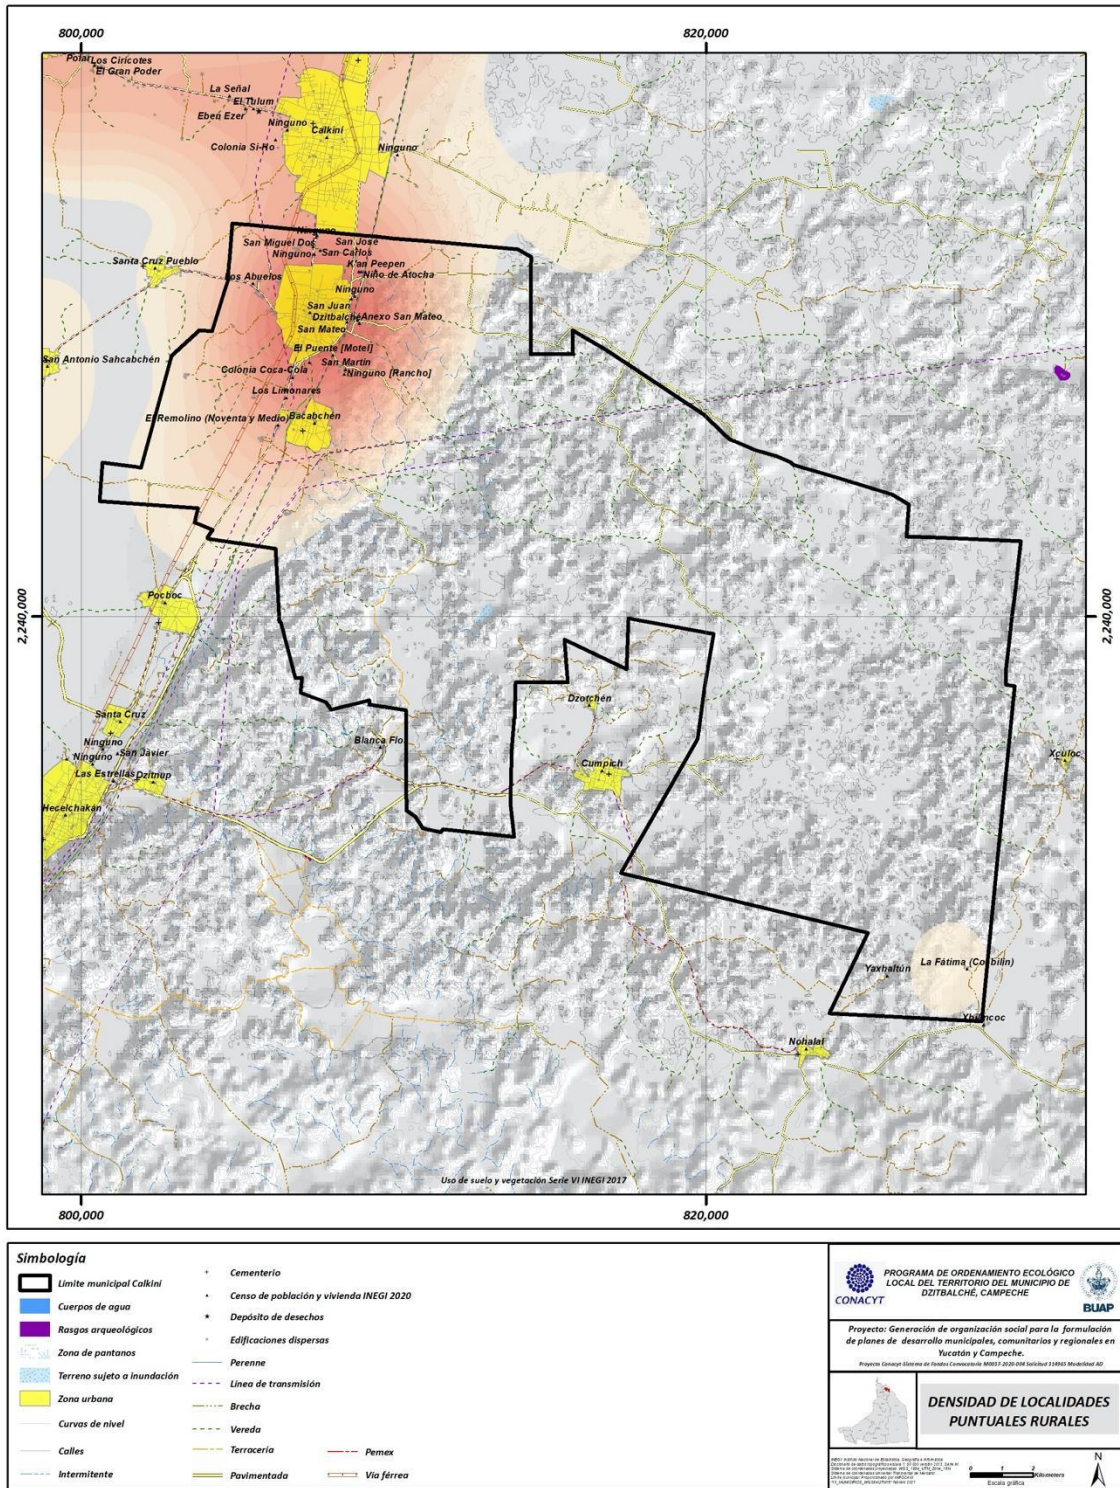 800,000
820,000
Polar
Los Ciricotes
El Gran Poder
La Señal
El Tulum
Eben Ezer
Ninguno
Calkiní
Colonia Si-Ho
Ninguno
Ninguno
San Miguel Dos
San José
Ninguno
San Carlos
Santa Cruz Pueblo
K'an Peepen
Los Abuelos
Niño de Atocha
Ninguno
San Juan
Dzitbalché
Anexo San Mateo
San Mateo
El Puente [Motel]
San Antonio Sahcabchén
San Martín
Colonia Coca-Cola
Ninguno [Rancho]
Los Limonares
El Remolino (Noventa y Medio)
Bacabchén
Pocboc
2,240,000
2,240,000
Dzotchén
Santa Cruz
Ninguno
San Javier
Blanca Flo
Ninguno
Xculoc
Cumpich
Las Estrellas
Dzitnup
Hecelchakán
La Fátima (Cobilín)
Yaxhaltún
Nohalal
Uso de suelo y vegetación Serie VI INEGI 2017
800,000
820,000
Simbología
Limite municipal Calkiní
Cuerpos de agua
Rasgos arqueológicos
Zona de pantanos
Terreno sujeto a inundación
Zona urbana
Curvas de nivel
Calles
Intermitente
Cementerio
Censo de población y vivienda INEGI 2020
Depósito de desechos
Edificaciones dispersas
Perenne
Línea de transmisión
Brecha
Vereda
Terracería
Pavimentada
Pemex
Vía férrea
CONACYT
PROGRAMA DE ORDENAMIENTO ECOLÓGICO
LOCAL DEL TERRITORIO DEL MUNICIPIO DE
DZITBALCHÉ, CAMPECHE
BUAP
Proyecto: Generación de organización social para la formulación
de planes de desarrollo municipales, comunitarios y regionales en
Yucatán y Campeche.
DENSIDAD DE LOCALIDADES
PUNTUALES RURALES
N
0 1 2
Kilometers
Escala gráfica